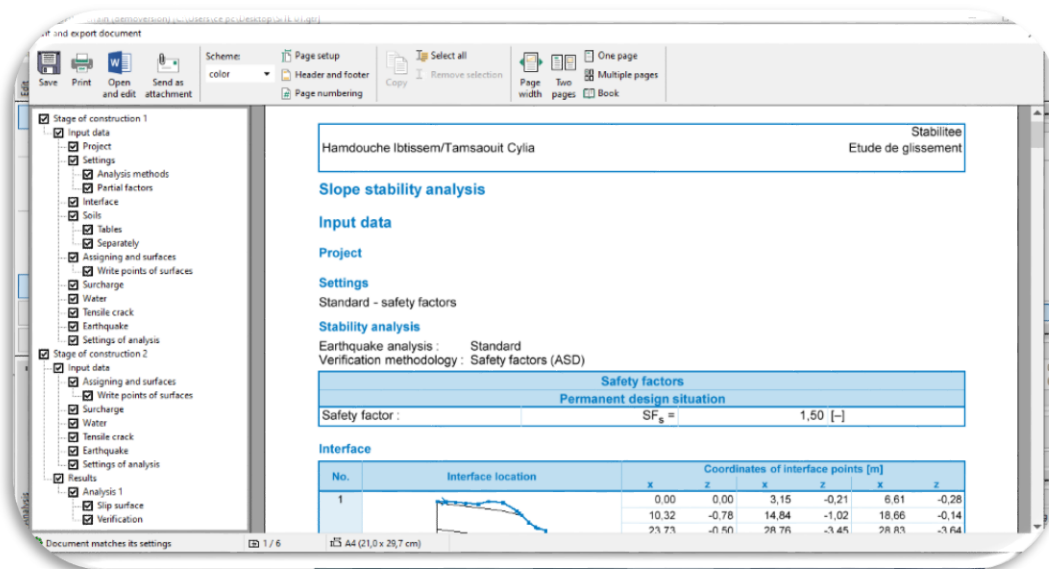 nt and export document
Save
Print
Open
and edit
Send as
attachment
Scheme:
color
Page setup
Header and footer
Page numbering
Copy
Select all
Remove selection
Page
width
Two
pages
One page
Multiple pages
Book
Stage of construction 1
Input data
Project
Settings
Analysis methods
Partial factors
Interface
Soils
Tables
Separately
Assigning and surfaces
Write points of surfaces
Surcharge
Water
Tensile crack
Earthquake
Settings of analysis
Stage of construction 2
Input data
Assigning and surfaces
Write points of surfaces
Surcharge
Water
Tensile crack
Earthquake
Settings of analysis
Results
Analysis 1
Slip surface
Verification
Stabilitee
Hamdouche Ibtissem/Tamsaouit Cylia Etude de glissement
Slope stability analysis
Input data
Project
Settings
Standard - safety factors
Stability analysis
Earthquake analysis : Standard
Verification methodology : Safety factors (ASD)
Safety factors
Permanent design situation
Safety factor : SFs = 1,50 [–]
Interface
No. Interface location Coordinates of interface points [m]
x z x z x z
1 0,00 0,00 3,15 -0,21 6,61 -0,28
10,32 -0,78 14,84 -1,02 18,66 -0,14
23,73 -0,50 28,76 -3,45 28,83 -3,64
Document matches its settings 1 / 6 A4 (21,0 x 29,7 cm)